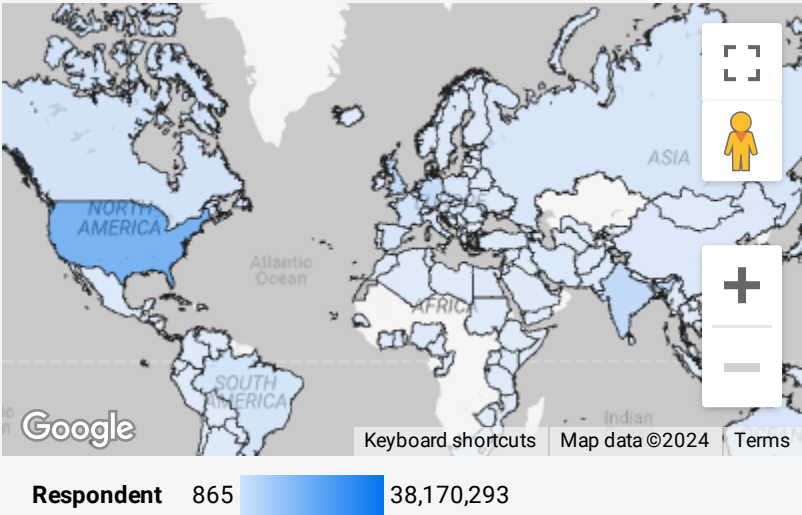 ASIA
NORTH
AMERICA
EUROPE
Atlantic
Ocean
AFRICA
SOUTH
AMERICA
Indian
Google
Keyboard shortcuts
Map data ©2024
Terms
Respondent 865 38,170,293